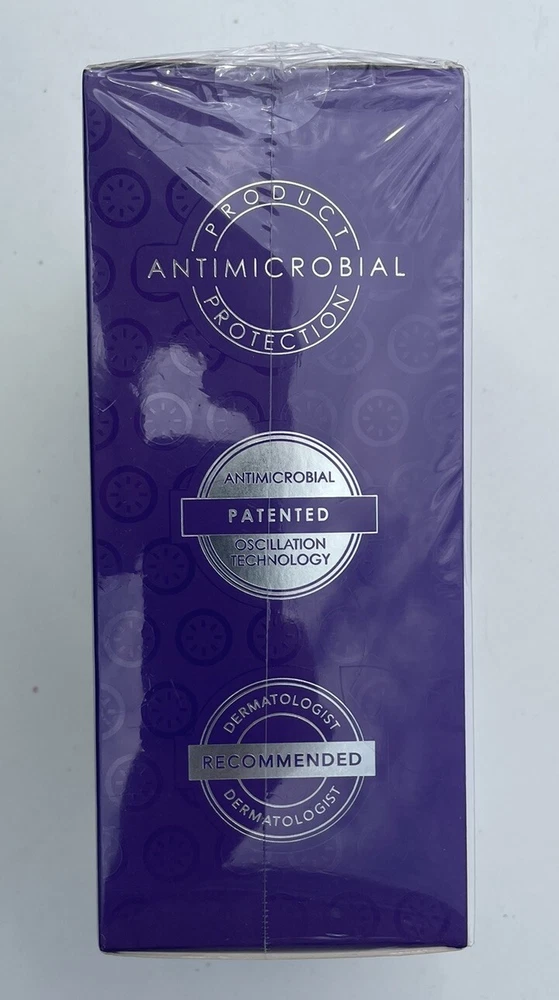 PRODUCT
ANTIMICROBIAL
PROTECTION
ANTIMICROBIAL
PATENTED
OSCILLATION
TECHNOLOGY
DERMATOLOGIST
RECOMMENDED
DERMATOLOGIST